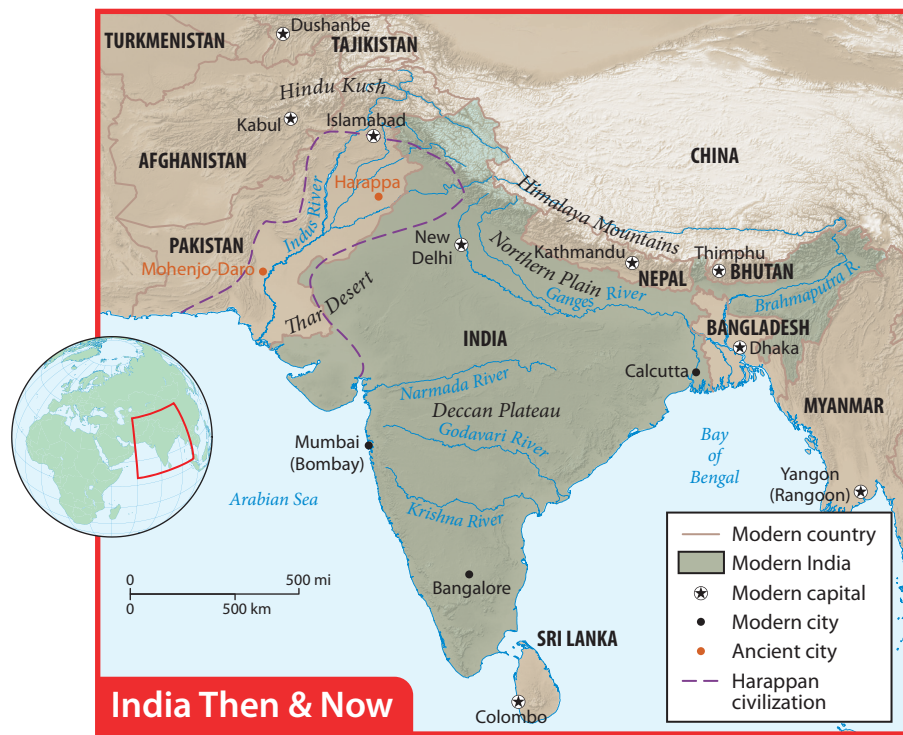 Dushanbe
TURKMENISTAN
TAJIKISTAN
Hindu Kush
Kabul
Islamabad
AFGHANISTAN
CHINA
Harappa
Indus River
Himalaya Mountains
PAKISTAN
Mohenjo-Daro
New
Delhi
Northern Plain
Kathmandu
NEPAL
Thimphu
BHUTAN
Ganges River
Brahmaputra R.
Thar Desert
INDIA
BANGLADESH
Dhaka
Calcutta
Narmada River
Deccan Plateau
MYANMAR
Godavari River
Mumbai
(Bombay)
Bay
of
Bengal
Arabian Sea
Yangon
(Rangoon)
Krishna River
Bangalore
0
500 mi
0
500 km
SRI LANKA
Colombo
Modern country
Modern India
Modern capital
Modern city
Ancient city
Harappan
civilization
India Then & Now